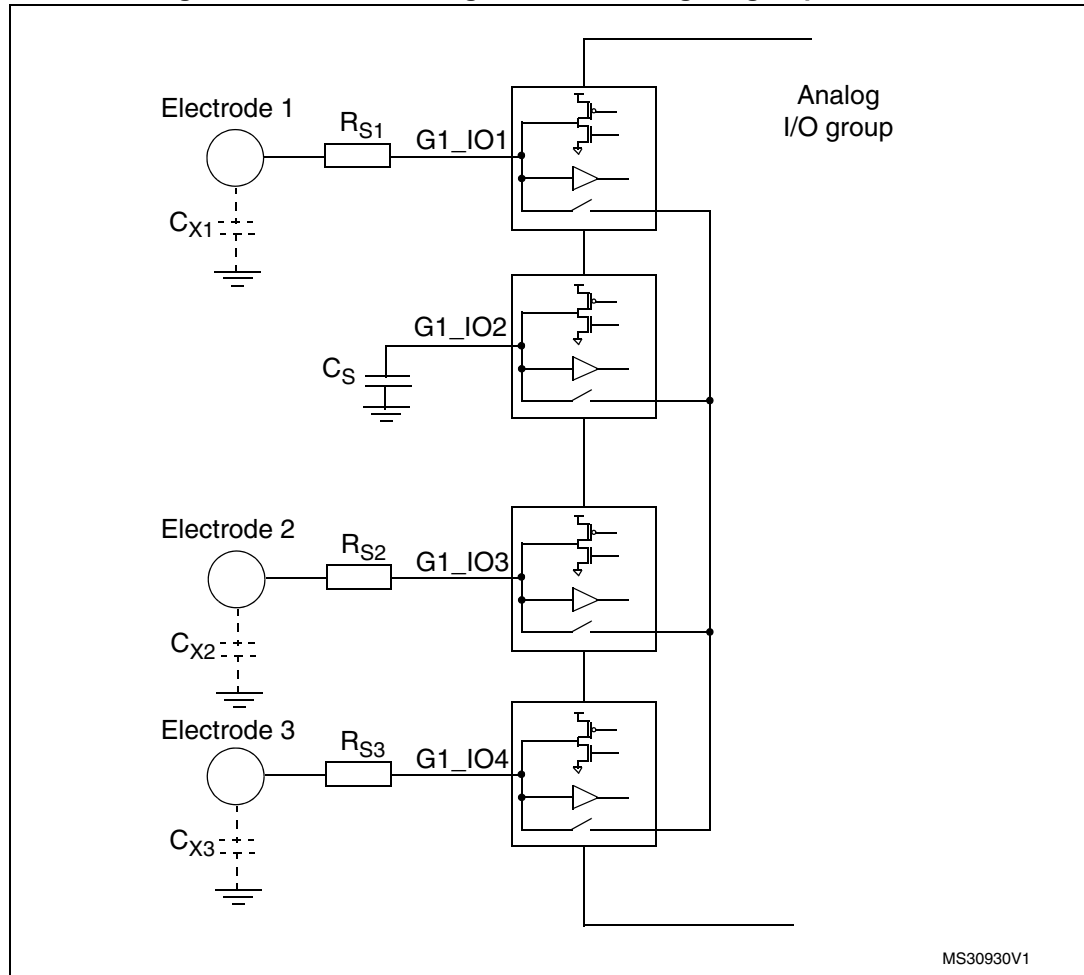 Electrode 1
RS1
G1_IO1
Analog
I/O group
CX1
G1_IO2
CS
Electrode 2
RS2
G1_IO3
CX2
Electrode 3
RS3
G1_IO4
CX3
MS30930V1